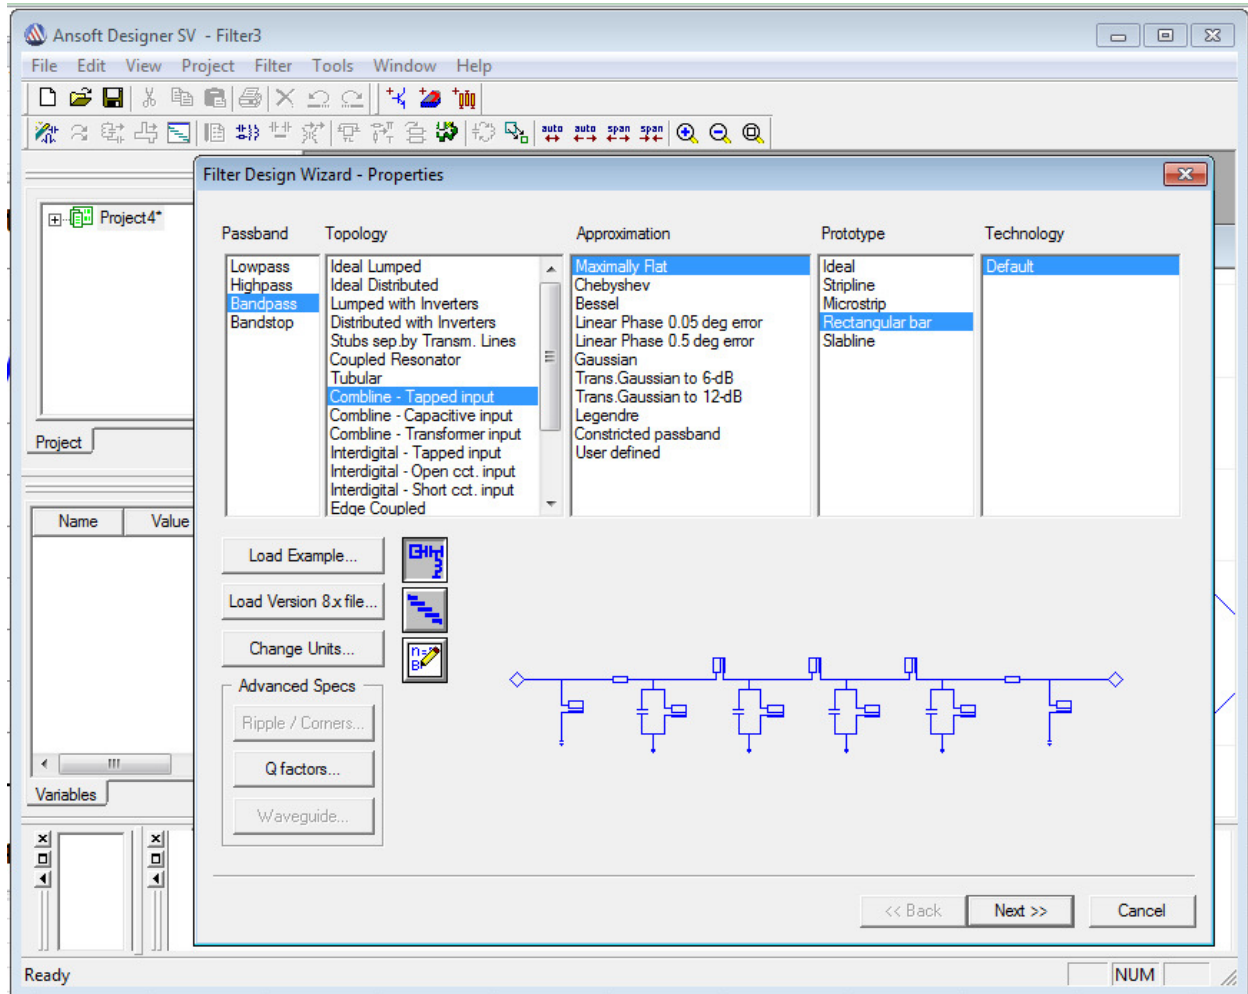 Ansoft Designer SV - Filter3
File Edit View Project Filter Tools Window Help
auto auto span span
Filter Design Wizard - Properties
Project4*
Project
Name Value
Variables
Passband
Lowpass
Highpass
Bandpass
Bandstop
Topology
Ideal Lumped
Ideal Distributed
Lumped with Inverters
Distributed with Inverters
Stubs sep.by Transm. Lines
Coupled Resonator
Tubular
Combline - Tapped input
Combline - Capacitive input
Combline - Transformer input
Interdigital - Tapped input
Interdigital - Open cct. input
Interdigital - Short cct. input
Edge Coupled
Approximation
Maximally Flat
Chebyshev
Bessel
Linear Phase 0.05 deg error
Linear Phase 0.5 deg error
Gaussian
Trans.Gaussian to 6-dB
Trans.Gaussian to 12-dB
Legendre
Constricted passband
User defined
Prototype
Ideal
Stripline
Microstrip
Rectangular bar
Slabline
Technology
Default
Load Example...
Load Version 8.x file...
Change Units...
Advanced Specs
Ripple / Corners...
Q factors...
Waveguide...
<< Back
Next >>
Cancel
Ready
NUM